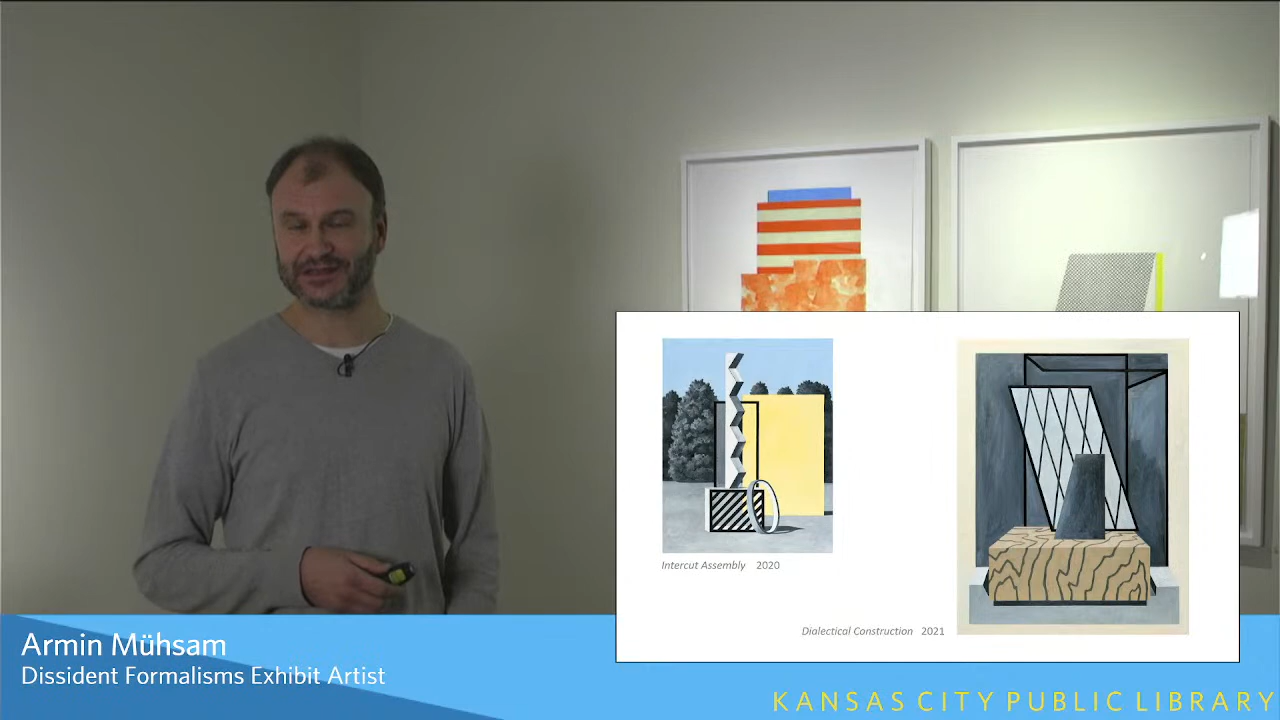 Intercut Assembly 2020
Dialectical Construction 2021
Armin Mühsam
Dissident Formalisms Exhibit Artist
KANSAS CITY PUBLIC LIBRARY